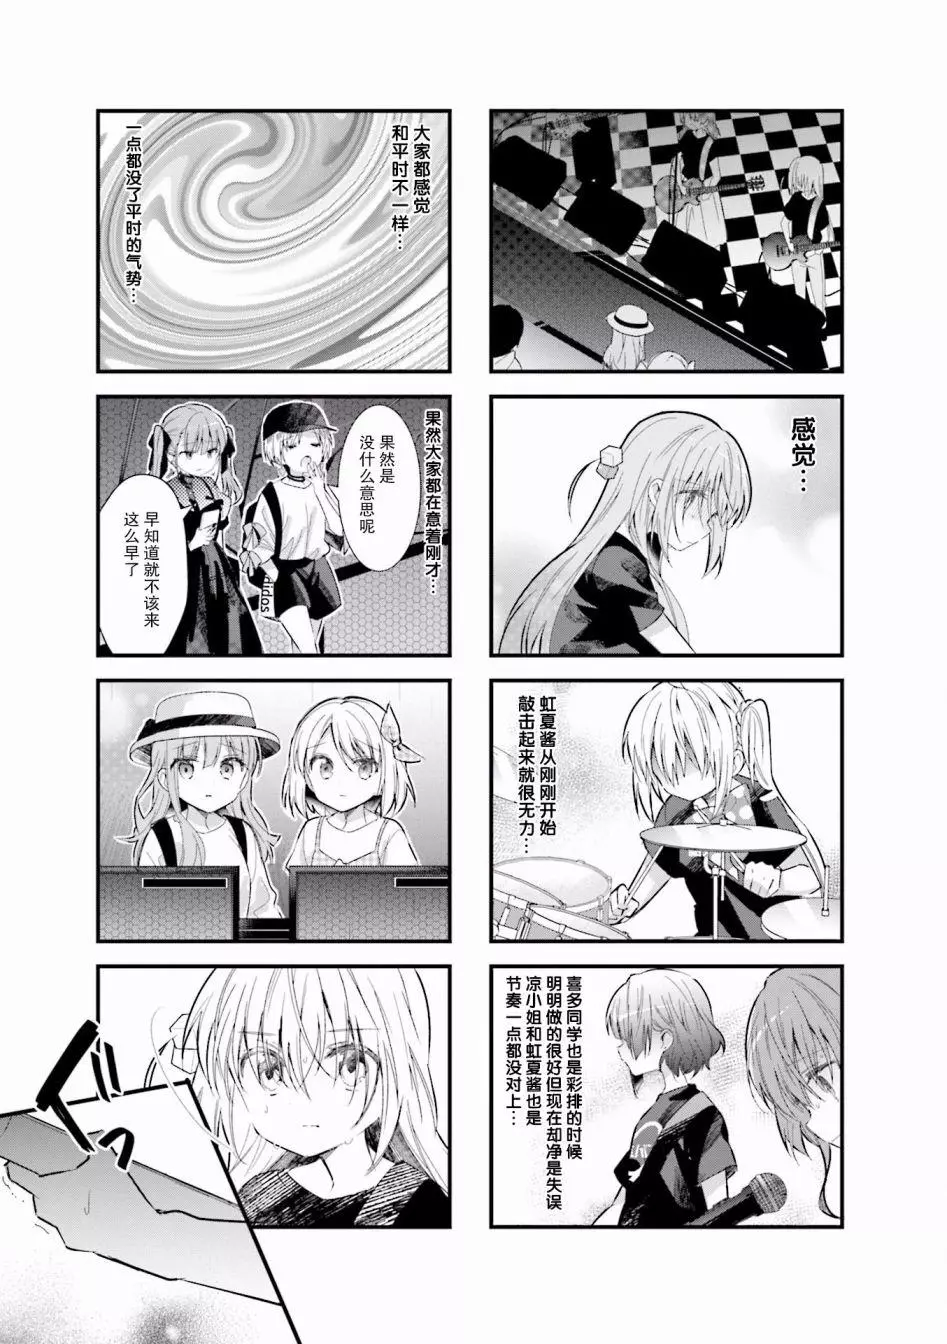 感觉…
虹夏酱从刚刚开始
敲击起来就很无力…
喜多同学也是彩排的时候
明明做的很好但现在却净是失误
凉小姐和虹夏酱也是
节奏一点都没对上…
大家都感觉
和平时不一样…
一点都没了平时的气势…
果然大家都在意着刚才…
果然是
没什么意思呢
早知道就不该来
这么早了
didos